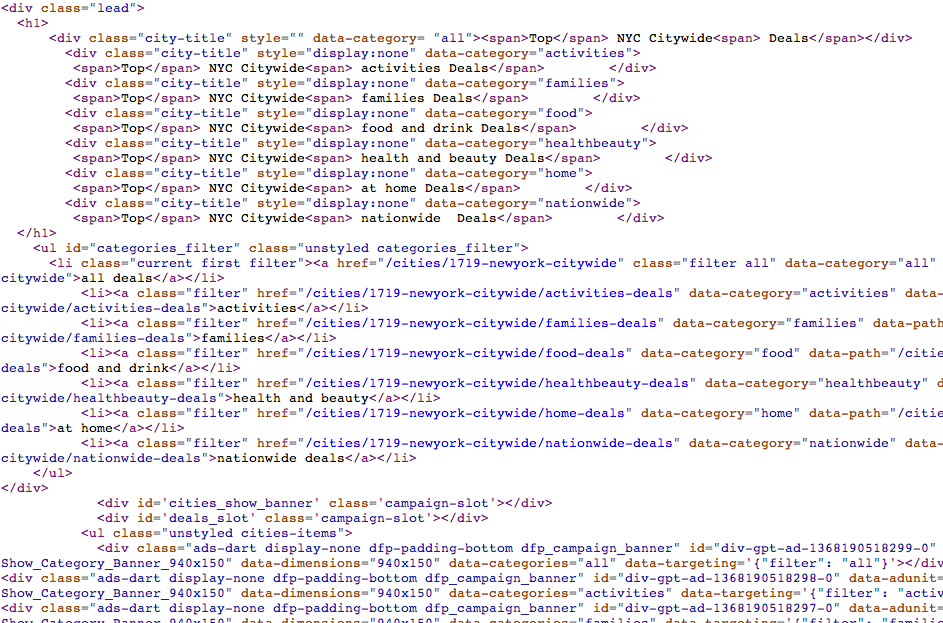 <div class="lead">
<h1>
<div class="city-title" style="" data-category= "all"><span>Top</span> NYC Citywide<span> Deals</span></div>
<div class="city-title" style="display:none" data-category="activities">
<span>Top</span> NYC Citywide<span> activities Deals</span>        </div>
<div class="city-title" style="display:none" data-category="families">
<span>Top</span> NYC Citywide<span> families Deals</span>        </div>
<div class="city-title" style="display:none" data-category="food">
<span>Top</span> NYC Citywide<span> food and drink Deals</span>        </div>
<div class="city-title" style="display:none" data-category="healthbeauty">
<span>Top</span> NYC Citywide<span> health and beauty Deals</span>        </div>
<div class="city-title" style="display:none" data-category="home">
<span>Top</span> NYC Citywide<span> at home Deals</span>        </div>
<div class="city-title" style="display:none" data-category="nationwide">
<span>Top</span> NYC Citywide<span> nationwide  Deals</span>        </div>
</h1>
<ul id="categories_filter" class="unstyled categories_filter">
<li class="current first filter"><a href="/cities/1719-newyork-citywide" class="filter all" data-category="all"
citywide">all deals</a></li>
<li><a class="filter" href="/cities/1719-newyork-citywide/activities-deals" data-category="activities" data-
citywide/activities-deals">activities</a></li>
<li><a class="filter" href="/cities/1719-newyork-citywide/families-deals" data-category="families" data-path
citywide/families-deals">families</a></li>
<li><a class="filter" href="/cities/1719-newyork-citywide/food-deals" data-category="food" data-path="/citie
deals">food and drink</a></li>
<li><a class="filter" href="/cities/1719-newyork-citywide/healthbeauty-deals" data-category="healthbeauty" d
citywide/healthbeauty-deals">health and beauty</a></li>
<li><a class="filter" href="/cities/1719-newyork-citywide/home-deals" data-category="home" data-path="/citie
deals">at home</a></li>
<li><a class="filter" href="/cities/1719-newyork-citywide/nationwide-deals" data-category="nationwide" data-
citywide/nationwide-deals">nationwide deals</a></li>
</ul>
</div>
<div id='cities_show_banner' class='campaign-slot'></div>
<div id='deals_slot' class='campaign-slot'></div>
<ul class="unstyled cities-items">
<div class="ads-dart display-none dfp-padding-bottom dfp_campaign_banner" id="div-gpt-ad-1368190518299-0"
Show_Category_Banner_940x150" data-dimensions="940x150" data-categories="all" data-targeting='{"filter": "all"}'></div
<div class="ads-dart display-none dfp-padding-bottom dfp_campaign_banner" id="div-gpt-ad-1368190518298-0" data-adunit=
Show_Category_Banner_940x150" data-dimensions="940x150" data-categories="activities" data-targeting='{"filter": "activ
<div class="ads-dart display-none dfp-padding-bottom dfp_campaign_banner" id="div-gpt-ad-1368190518297-0" data-adunit=
Show_Category_Banner_940x150" data-dimensions="940x150" data-categories="families" data-targeting='{"filter": "familie